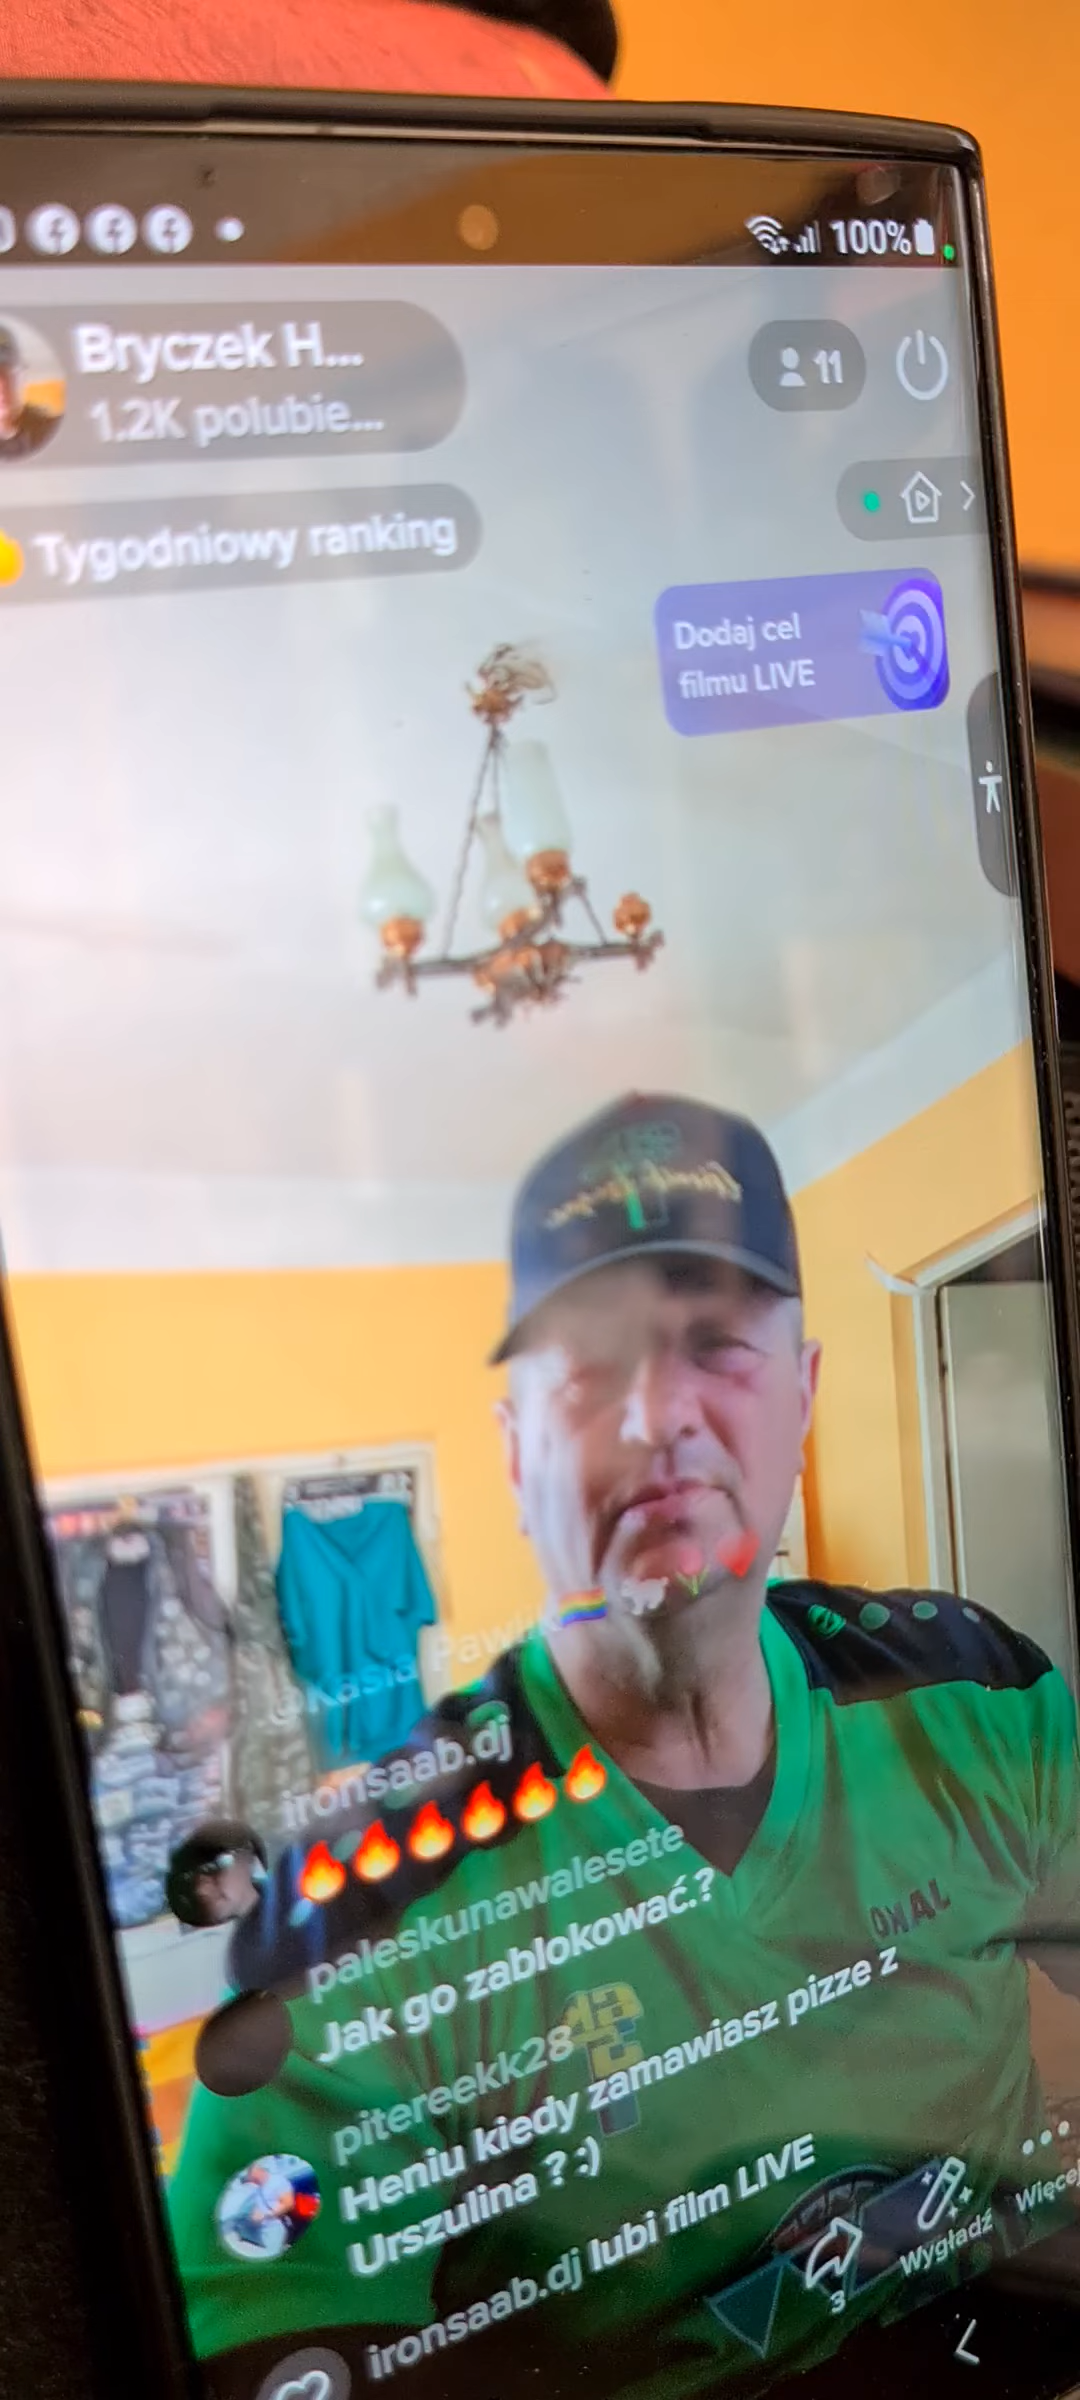 100%
Bryczek H...
1.2K polubie...
11
Tygodniowy ranking
Dodaj cel
filmu LIVE
@Kasia Pawlik
ironsaab.dj
🔥🔥🔥🔥🔥🔥
paleskunawalesete
Jak go zablokować.?
pitereekk28
Heniu kiedy zamawiasz pizze z
Urszulina ? :)
ironsaab.dj lubi film LIVE
3
Wygładź
Więcej